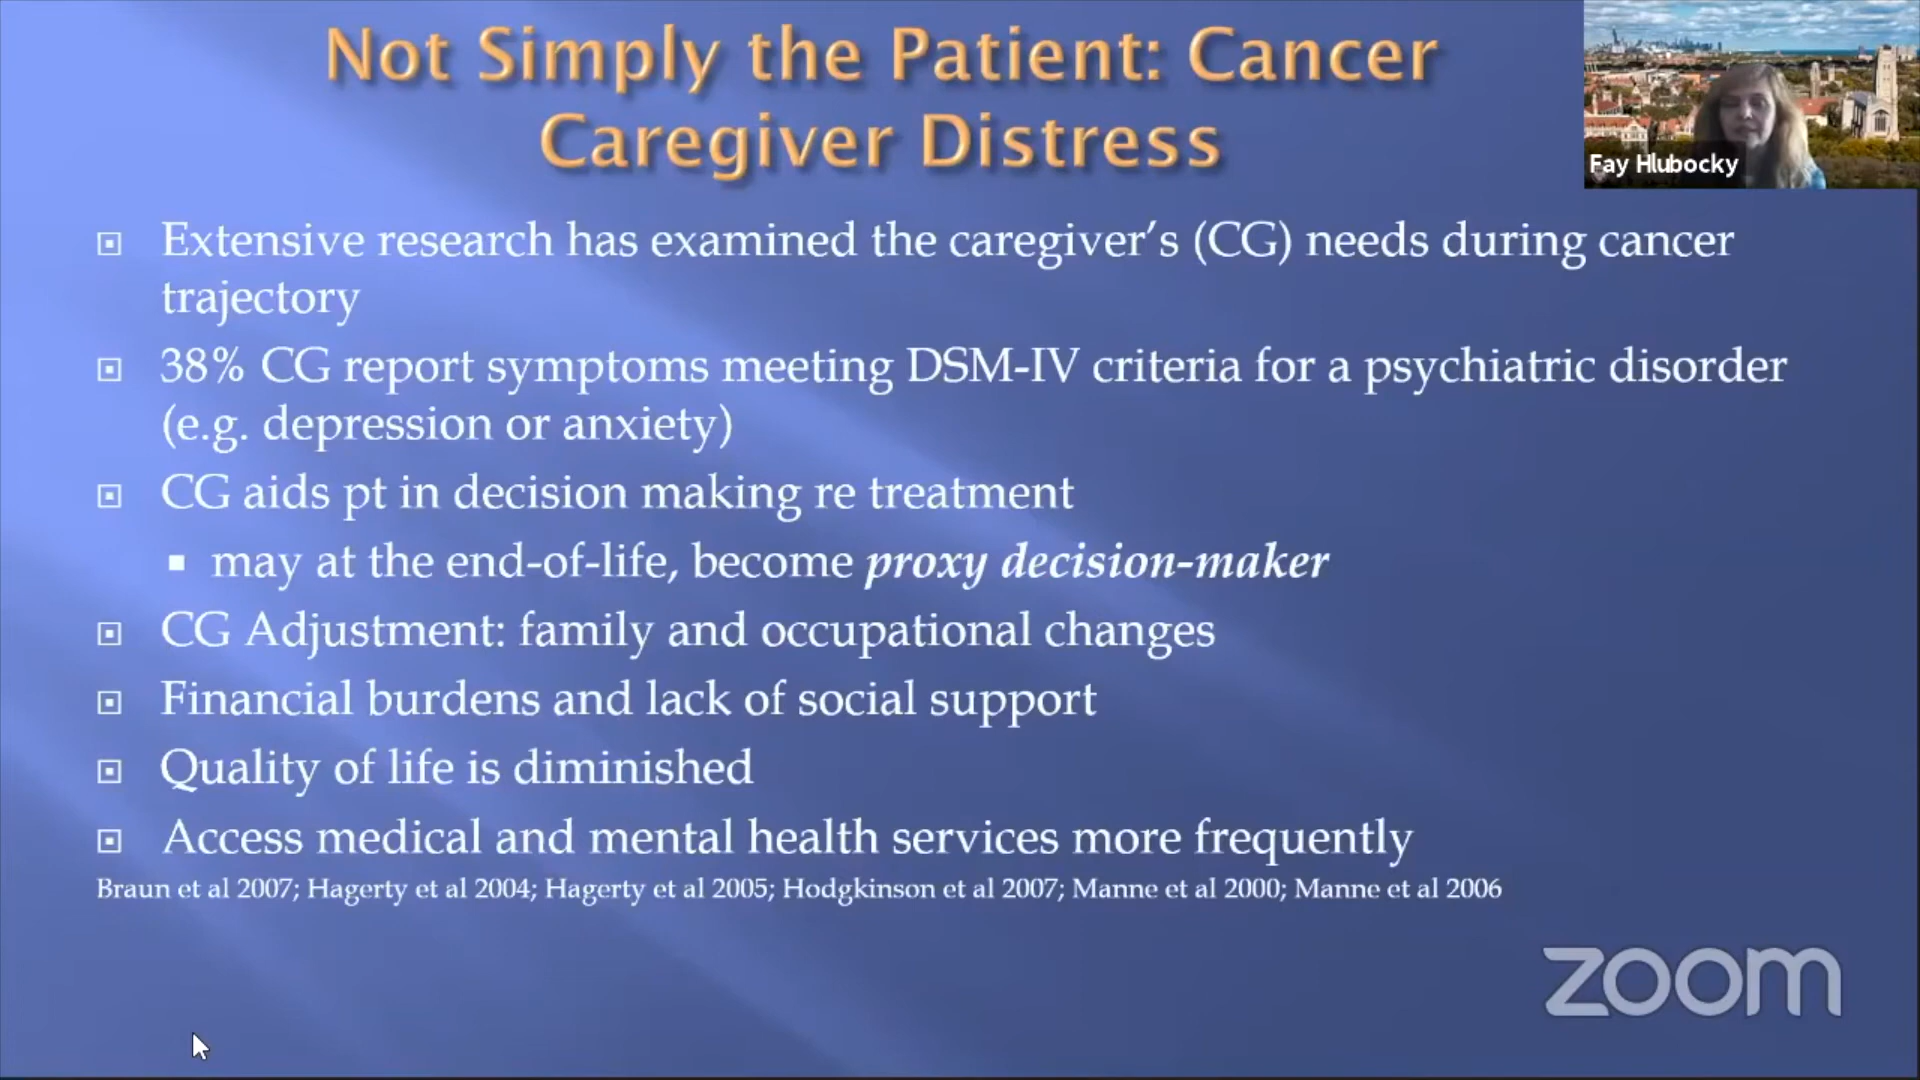 Not Simply the Patient: Cancer
Caregiver Distress
Fay Hlubocky
Extensive research has examined the caregiver’s (CG) needs during cancer
trajectory
38% CG report symptoms meeting DSM-IV criteria for a psychiatric disorder
(e.g. depression or anxiety)
CG aids pt in decision making re treatment
may at the end-of-life, become proxy decision-maker
CG Adjustment: family and occupational changes
Financial burdens and lack of social support
Quality of life is diminished
Access medical and mental health services more frequently
Braun et al 2007; Hagerty et al 2004; Hagerty et al 2005; Hodgkinson et al 2007; Manne et al 2000; Manne et al 2006
zoom